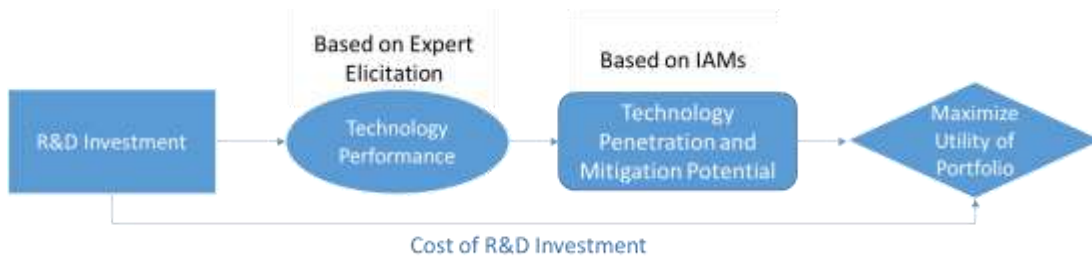 Based on Expert
Elicitation
Based on IAMs
R&D Investment
Technology
Performance
Technology
Penetration and
Mitigation Potential
Maximize
Utility of
Portfolio
Cost of R&D Investment